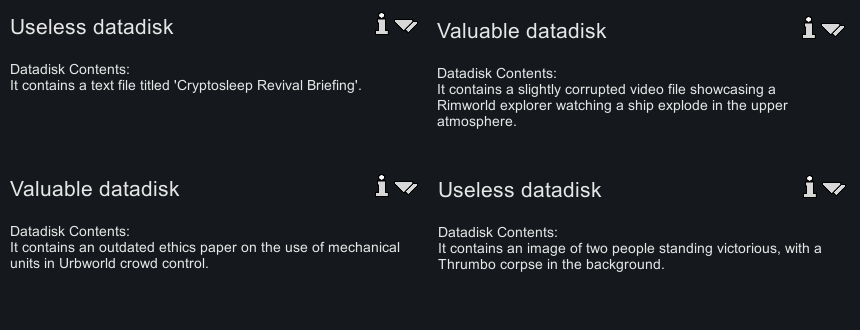 Useless datadisk
Datadisk Contents:
It contains a text file titled 'Cryptosleep Revival Briefing'.
Valuable datadisk
Datadisk Contents:
It contains a slightly corrupted video file showcasing a
Rimworld explorer watching a ship explode in the upper
atmosphere.
Valuable datadisk
Datadisk Contents:
It contains an outdated ethics paper on the use of mechanical
units in Urbworld crowd control.
Useless datadisk
Datadisk Contents:
It contains an image of two people standing victorious, with a
Thrumbo corpse in the background.